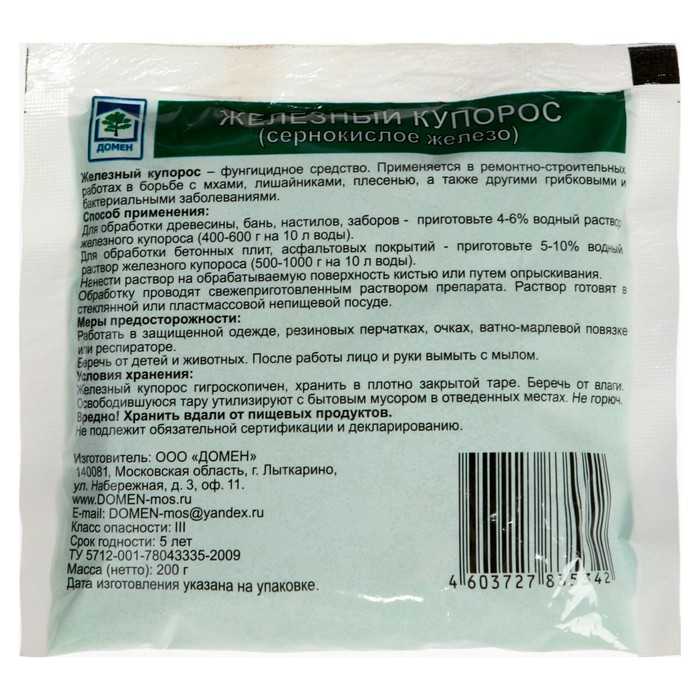 ДОМЕН
ЖЕЛЕЗНЫЙ КУПОРОС
(сернокислое железо)
Железный купорос – фунгицидное средство. Применяется в ремонтно-строительных
работах в борьбе с мхами, лишайниками, плесенью, а также другими грибковыми и
бактериальными заболеваниями.
Способ применения:
Для обработки древесины, бань, настилов, заборов - приготовьте 4-6% водный раствор
железного купороса (400-600 г на 10 л воды).
Для обработки бетонных плит, асфальтовых покрытий - приготовьте 5-10% водный
раствор железного купороса (500-1000 г на 10 л воды).
Нанести раствор на обрабатываемую поверхность кистью или путем опрыскивания.
Обработку проводят свежеприготовленным раствором препарата. Раствор готовят в
стеклянной или пластмассовой непищевой посуде.
Меры предосторожности:
Работать в защищенной одежде, резиновых перчатках, очках, ватно-марлевой повязке
или респираторе.
Беречь от детей и животных. После работы лицо и руки вымыть с мылом.
Условия хранения:
Железный купорос гигроскопичен, хранить в плотно закрытой таре. Беречь от влаги.
Освободившуюся тару утилизируют с бытовым мусором в отведенных местах. Не горюч.
Вредно! Хранить вдали от пищевых продуктов.
Не подлежит обязательной сертификации и декларированию.
Изготовитель: ООО «ДОМЕН»
140081, Московская область, г. Лыткарино,
ул. Набережная, д. 3, оф. 11.
www.DOMEN-mos.ru
E-mail: DOMEN-mos@yandex.ru
Класс опасности: III
Срок годности: 5 лет
ТУ 5712-001-78043335-2009
Масса (нетто): 200 г
Дата изготовления указана на упаковке.
4 603727 835342